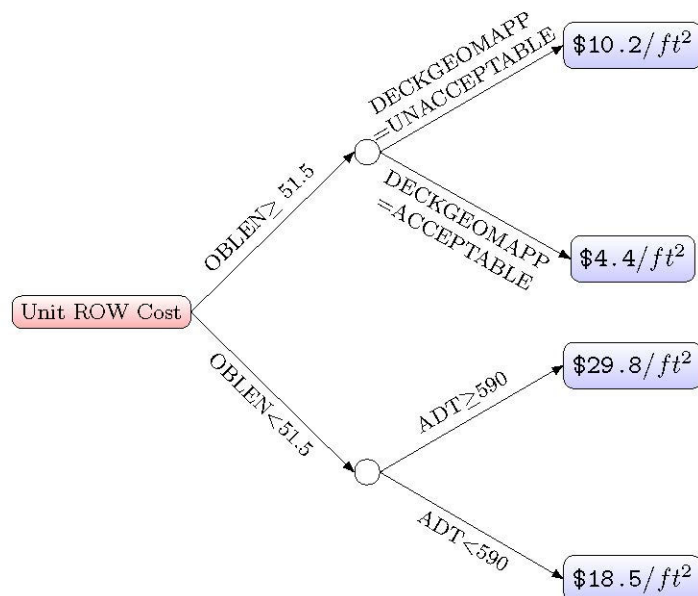 Unit ROW Cost
OBLEN≥ 51.5
DECKGEOMAPP
=UNACCEPTABLE
$10.2/ft²
DECKGEOMAPP
=ACCEPTABLE
$4.4/ft²
OBLEN<51.5
ADT≥590
$29.8/ft²
ADT<590
$18.5/ft²